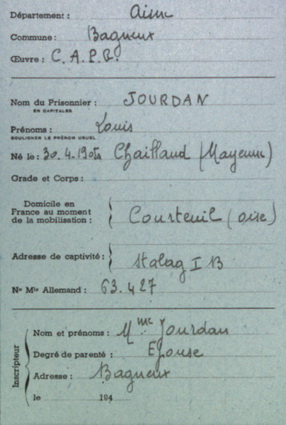 Département : Aisne
Commune : Bagneux
Œuvre : C. A. P. G.
Nom du Prisonnier : JOURDAN
EN CAPITALES
Prénoms : Louis
SOULIGNER LE PRÉNOM USUEL
Né le : 30.4.1901 à Chailland (Mayenne)
Grade et Corps :
Domicile en
France au moment
de la mobilisation : Courteuil (oise)
Adresse de captivité : Stalag I B
N° Mle Allemand : 63.427
Inscripteur
Nom et prénoms : Mme Jourdan
Degré de parenté : Epouse
Adresse : Bagneux
le 194